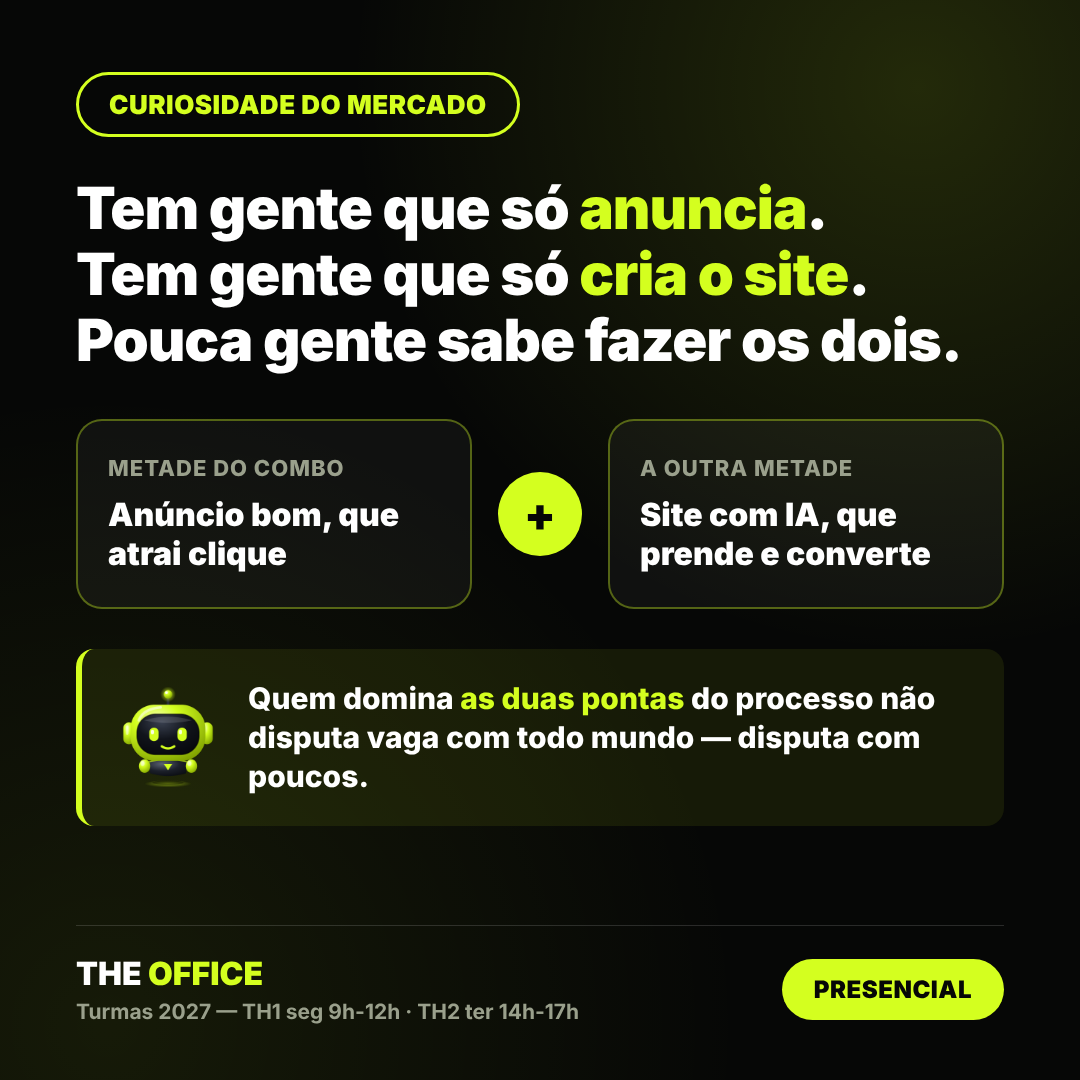 CURIOSIDADE DO MERCADO
Tem gente que só anuncia.
Tem gente que só cria o site.
Pouca gente sabe fazer os dois.
METADE DO COMBO
Anúncio bom, que
atrai clique
+
A OUTRA METADE
Site com IA, que
prende e converte
Quem domina as duas pontas do processo não
disputa vaga com todo mundo — disputa com
poucos.
THE OFFICE
Turmas 2027 — TH1 seg 9h-12h · TH2 ter 14h-17h
PRESENCIAL